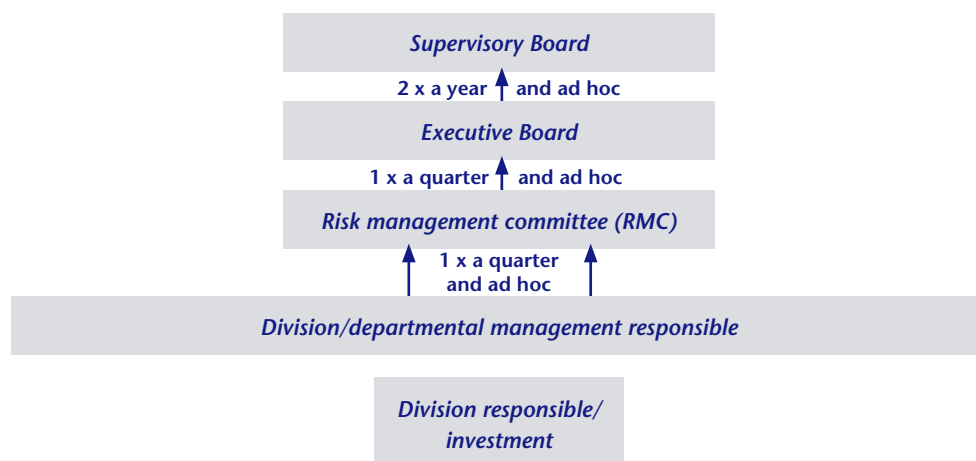 Supervisory Board
2 x a year and ad hoc
Executive Board
1 x a quarter and ad hoc
Risk management committee (RMC)
1 x a quarter
and ad hoc
Division/departmental management responsible
Division responsible/
investment